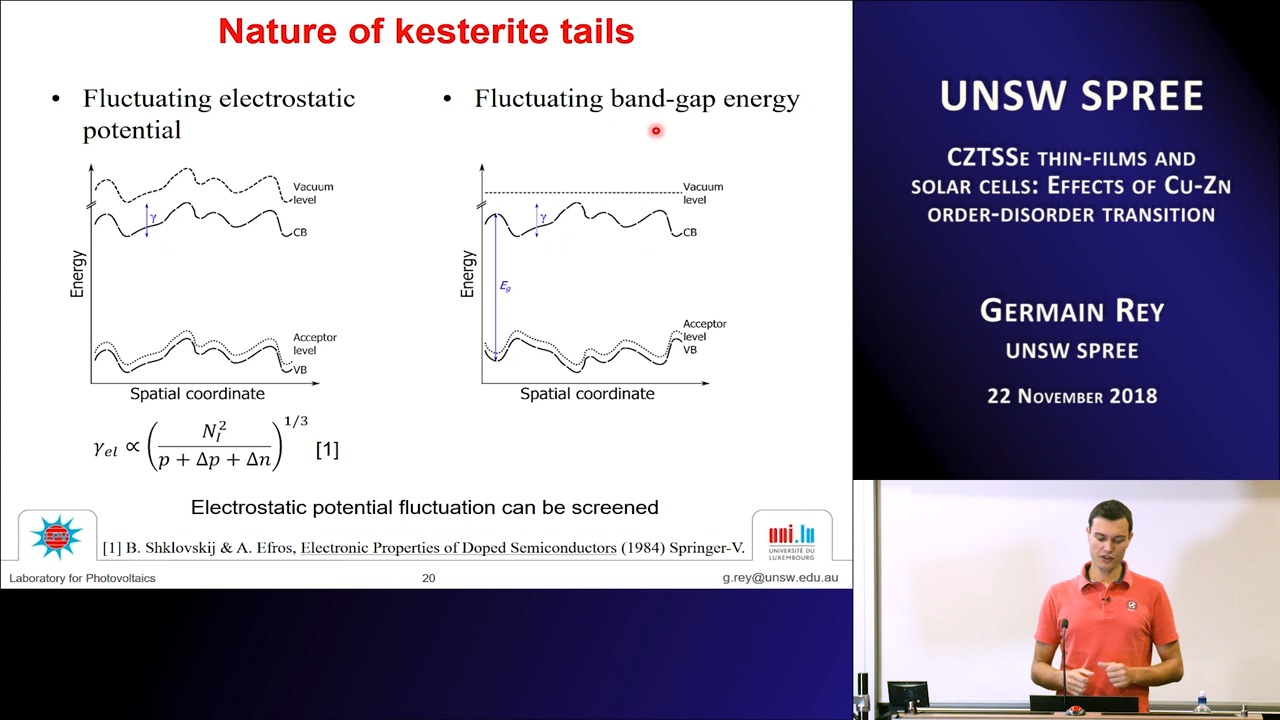 Nature of kesterite tails
• Fluctuating electrostatic
potential
• Fluctuating band-gap energy
Vacuum
level
γ
CB
Energy
Acceptor
level
VB
Spatial coordinate
Vacuum
level
γ
CB
Eg
Energy
Acceptor
level
VB
Spatial coordinate
γ_el ∝ (N_I^2 / (p + Δp + Δn))^1/3 [1]
Electrostatic potential fluctuation can be screened
[1] B. Shklovskij & A. Efros, Electronic Properties of Doped Semiconductors (1984) Springer-V.
LPV
uni.lu
UNIVERSITÉ DU
LUXEMBOURG
Laboratory for Photovoltaics
20
g.rey@unsw.edu.au
UNSW SPREE
CZTSSe thin-films and
solar cells: Effects of Cu-Zn
order-disorder transition
Germain Rey
UNSW SPREE
22 November 2018